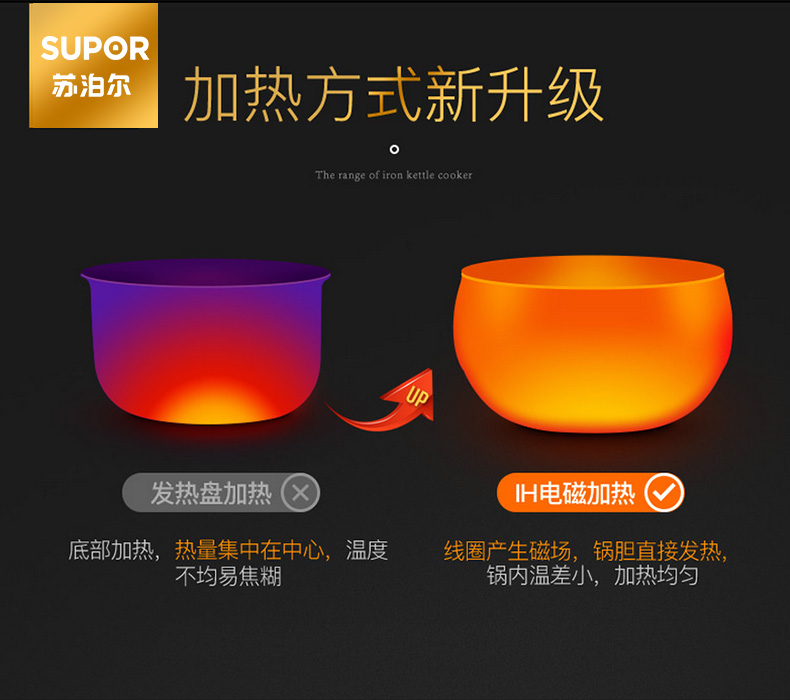 SUPOR
苏泊尔
加热方式新升级
The range of iron kettle cooker
UP
发热盘加热
底部加热，热量集中在中心，温度
不均易焦糊
IH电磁加热
线圈产生磁场，锅胆直接发热，
锅内温差小，加热均匀